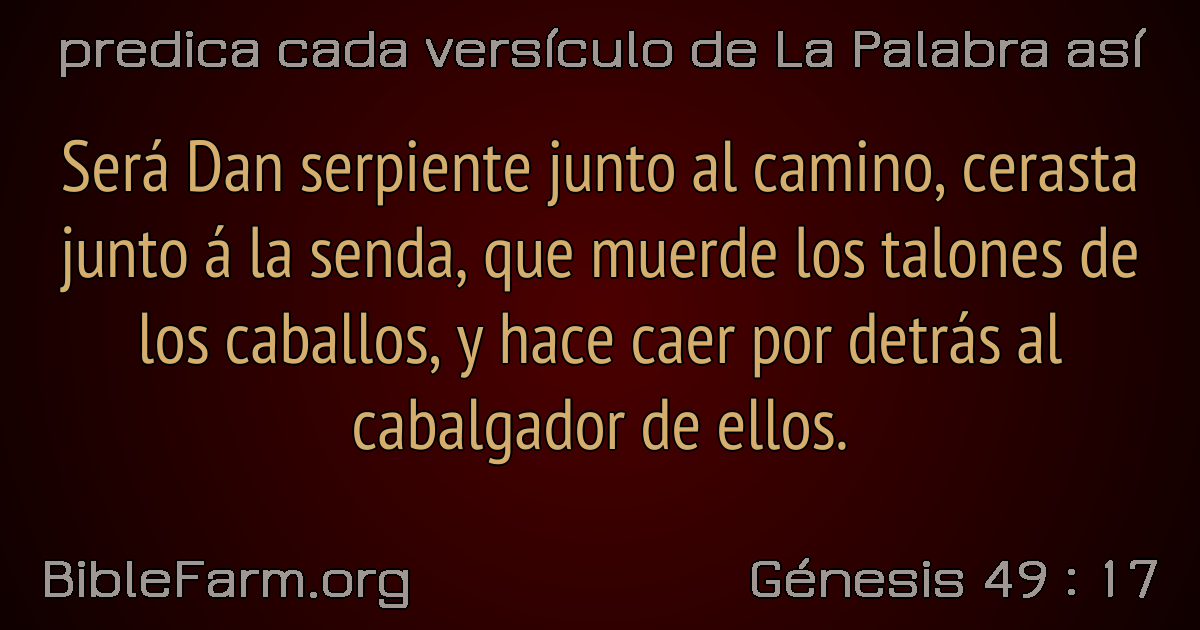 predica cada versículo de La Palabra así
Será Dan serpiente junto al camino, cerasta
junto á la senda, que muerde los talones de
los caballos, y hace caer por detrás al
cabalgador de ellos.
BibleFarm.org
Génesis 49 : 17